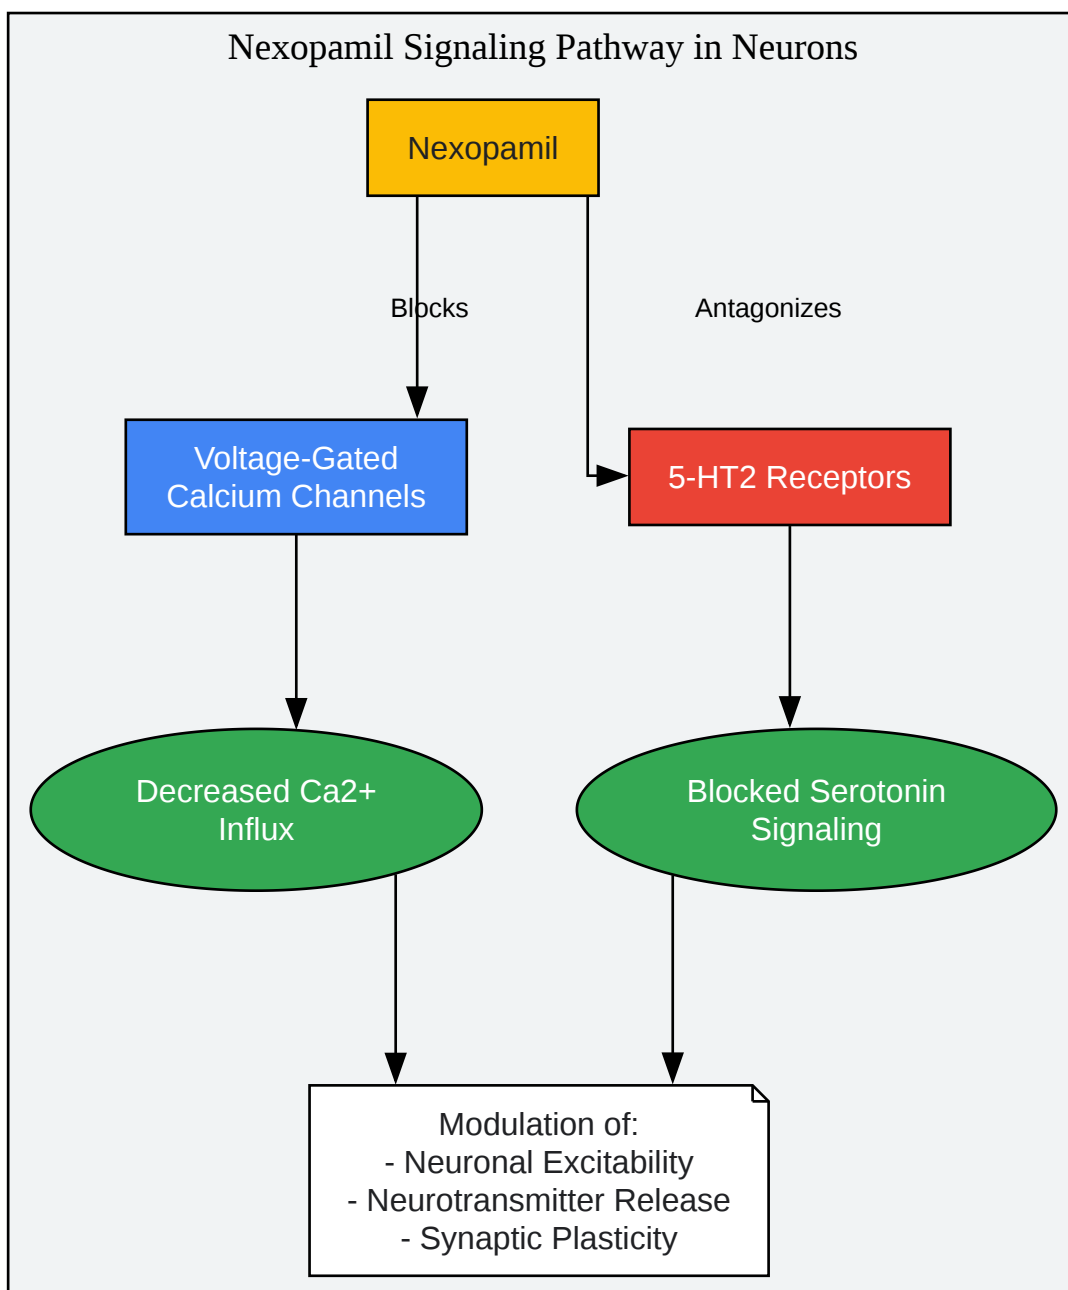 Nexopamil Signaling Pathway in Neurons
Nexopamil
Blocks
Antagonizes
Voltage-Gated
Calcium Channels
5-HT2 Receptors
Decreased Ca2+
Influx
Blocked Serotonin
Signaling
Modulation of:
- Neuronal Excitability
- Neurotransmitter Release
- Synaptic Plasticity